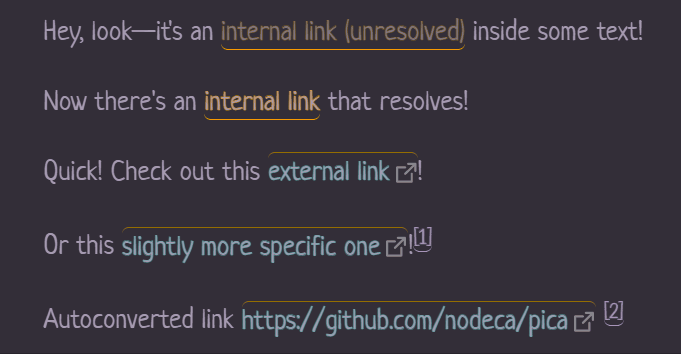 Hey, look—it's an internal link (unresolved) inside some text!
Now there's an internal link that resolves!
Quick! Check out this external link!
Or this slightly more specific one![1]
Autoconverted link https://github.com/nodeca/pica [2]